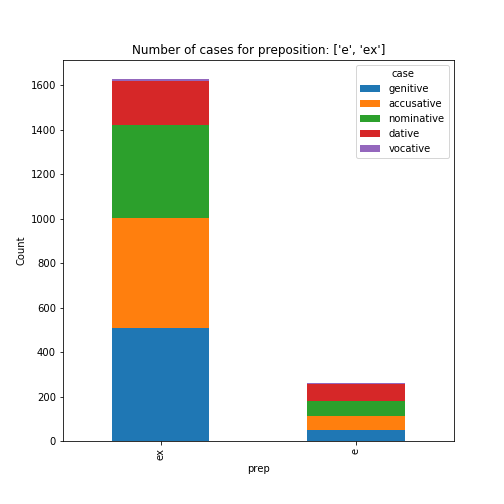 Number of cases for preposition: ['e', 'ex']
case
genitive
accusative
nominative
dative
vocative
Count
1600
1400
1200
1000
800
600
400
200
0
ex
e
prep